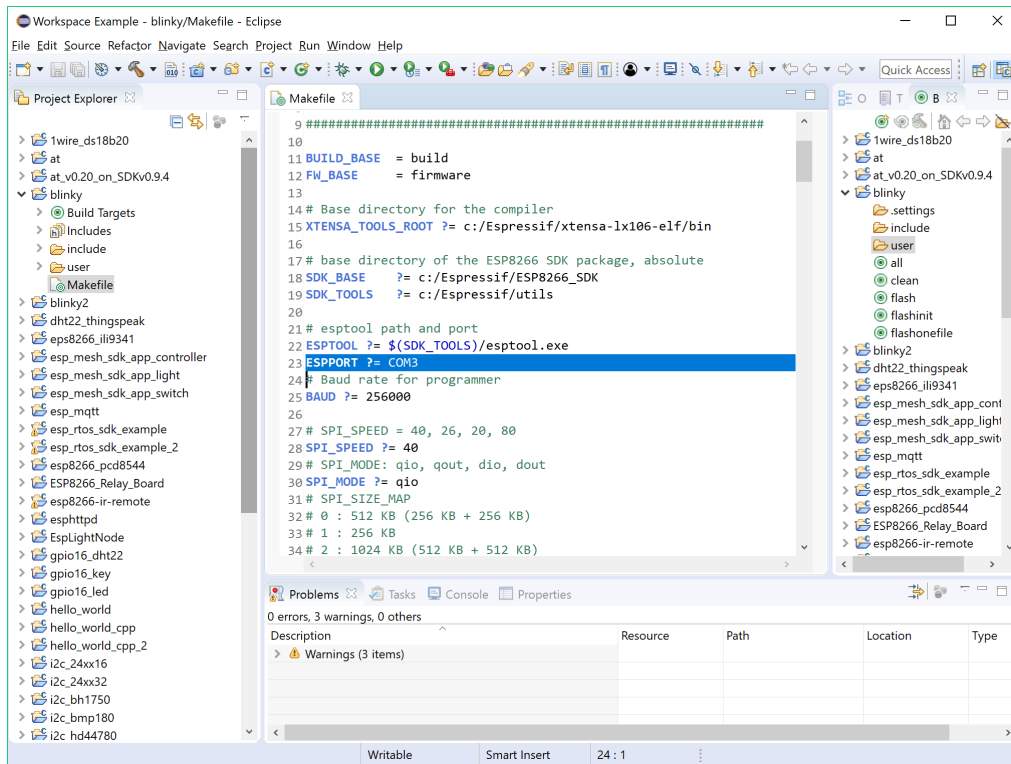 Workspace Example - blinky/Makefile - Eclipse
File Edit Source Refactor Navigate Search Project Run Window Help
Quick Access
Project Explorer
1wire_ds18b20
at
at_v0.20_on_SDKv0.9.4
blinky
Build Targets
Includes
include
user
Makefile
blinky2
dht22_thingspeak
eps8266_ili9341
esp_mesh_sdk_app_controller
esp_mesh_sdk_app_light
esp_mesh_sdk_app_switch
esp_mqtt
esp_rtos_sdk_example
esp_rtos_sdk_example_2
esp8266_pcd8544
ESP8266_Relay_Board
esp8266-ir-remote
esphttpd
EspLightNode
gpio16_dht22
gpio16_key
gpio16_led
hello_world
hello_world_cpp
hello_world_cpp_2
i2c_24xx16
i2c_24xx32
i2c_bh1750
i2c_bmp180
i2c_hd44780
Makefile
9 #############################################################
10
11 BUILD_BASE = build
12 FW_BASE = firmware
13
14 # Base directory for the compiler
15 XTENSA_TOOLS_ROOT ?= c:/Espressif/xtensa-lx106-elf/bin
16
17 # base directory of the ESP8266 SDK package, absolute
18 SDK_BASE ?= c:/Espressif/ESP8266_SDK
19 SDK_TOOLS ?= c:/Espressif/utils
20
21 # esptool path and port
22 ESPTOOL ?= $(SDK_TOOLS)/esptool.exe
23 ESPPORT ?= COM3
24 # Baud rate for programmer
25 BAUD ?= 256000
26
27 # SPI_SPEED = 40, 26, 20, 80
28 SPI_SPEED ?= 40
29 # SPI_MODE: qio, qout, dio, dout
30 SPI_MODE ?= qio
31 # SPI_SIZE_MAP
32 # 0 : 512 KB (256 KB + 256 KB)
33 # 1 : 256 KB
34 # 2 : 1024 KB (512 KB + 512 KB)
O T B
1wire_ds18b20
at
at_v0.20_on_SDKv0.9.4
blinky
.settings
include
user
all
clean
flash
flashinit
flashonefile
blinky2
dht22_thingspeak
eps8266_ili9341
esp_mesh_sdk_app_cont
esp_mesh_sdk_app_light
esp_mesh_sdk_app_swit
esp_mqtt
esp_rtos_sdk_example
esp_rtos_sdk_example_2
esp8266_pcd8544
ESP8266_Relay_Board
esp8266-ir-remote
Problems Tasks Console Properties
0 errors, 3 warnings, 0 others
Description Resource Path Location Type
Warnings (3 items)
Writable Smart Insert 24 : 1